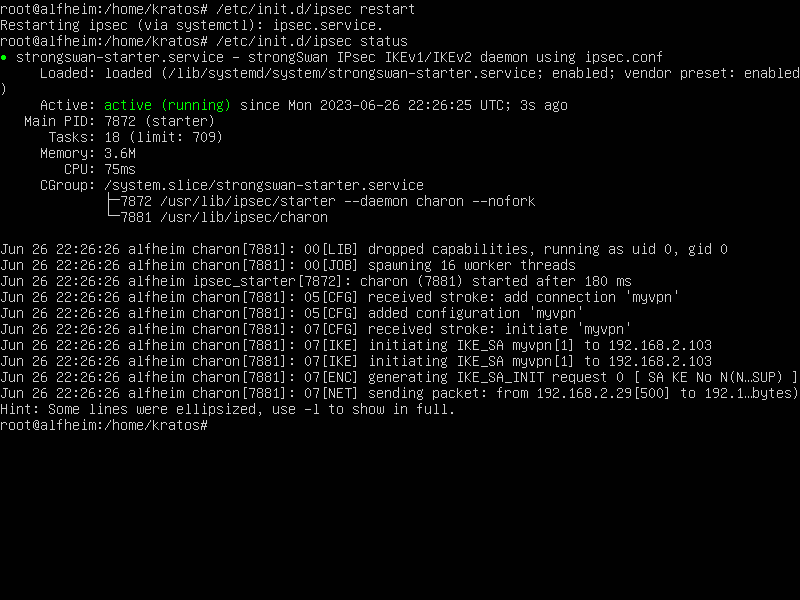 root@alfheim:/home/kratos# /etc/init.d/ipsec restart
Restarting ipsec (via systemctl): ipsec.service.
root@alfheim:/home/kratos# /etc/init.d/ipsec status
● strongswan-starter.service - strongSwan IPsec IKEv1/IKEv2 daemon using ipsec.conf
     Loaded: loaded (/lib/systemd/system/strongswan-starter.service; enabled; vendor preset: enabled
)
     Active: active (running) since Mon 2023-06-26 22:26:25 UTC; 3s ago
   Main PID: 7872 (starter)
      Tasks: 18 (limit: 709)
     Memory: 3.6M
        CPU: 75ms
     CGroup: /system.slice/strongswan-starter.service
             ├─7872 /usr/lib/ipsec/starter --daemon charon --nofork
             └─7881 /usr/lib/ipsec/charon

Jun 26 22:26:26 alfheim charon[7881]: 00[LIB] dropped capabilities, running as uid 0, gid 0
Jun 26 22:26:26 alfheim charon[7881]: 00[JOB] spawning 16 worker threads
Jun 26 22:26:26 alfheim ipsec_starter[7872]: charon (7881) started after 180 ms
Jun 26 22:26:26 alfheim charon[7881]: 05[CFG] received stroke: add connection 'myvpn'
Jun 26 22:26:26 alfheim charon[7881]: 05[CFG] added configuration 'myvpn'
Jun 26 22:26:26 alfheim charon[7881]: 07[CFG] received stroke: initiate 'myvpn'
Jun 26 22:26:26 alfheim charon[7881]: 07[IKE] initiating IKE_SA myvpn[1] to 192.168.2.103
Jun 26 22:26:26 alfheim charon[7881]: 07[IKE] initiating IKE_SA myvpn[1] to 192.168.2.103
Jun 26 22:26:26 alfheim charon[7881]: 07[ENC] generating IKE_SA_INIT request 0 [ SA KE No N(N…SUP) ]
Jun 26 22:26:26 alfheim charon[7881]: 07[NET] sending packet: from 192.168.2.29[500] to 192.1…bytes)
Hint: Some lines were ellipsized, use -l to show in full.
root@alfheim:/home/kratos#